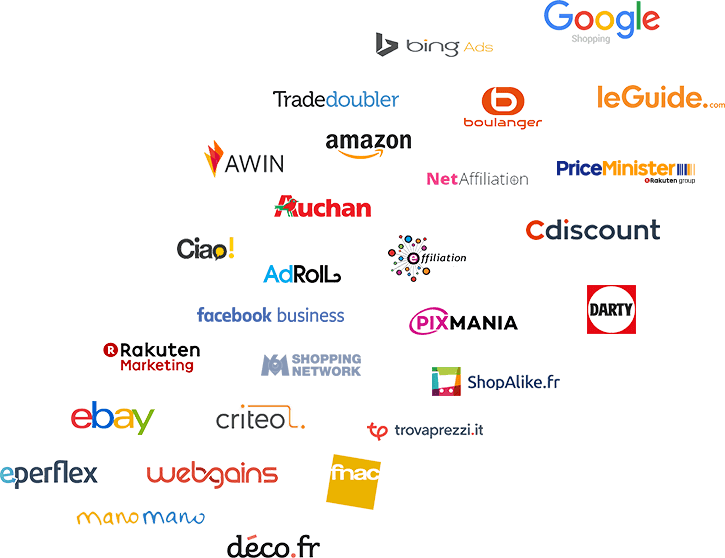 Google
Shopping
bing Ads
Tradedoubler
boulanger
leGuide.com
amazon
AWIN
NetAffiliation
PriceMinister
Rakuten group
Auchan
Cdiscount
Ciao!
effiliation
AdRoll
facebook business
PIXMANIA
DARTY
Rakuten
Marketing
M6 SHOPPING
NETWORK
ShopAlike.fr
ebay
criteol.
tp trovaprezzi.it
eperflex
webgains
fnac
manomano
déco.fr